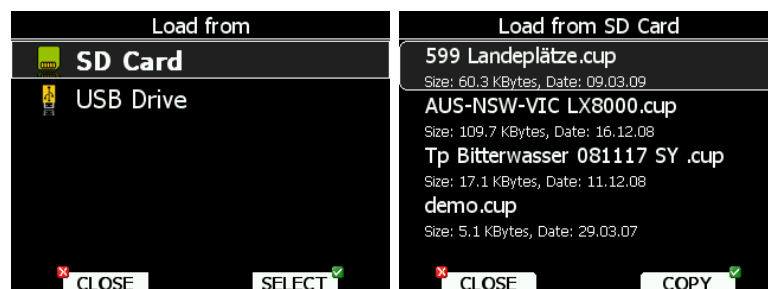 Load from
SD Card
USB Drive
CLOSE
SELECT
Load from SD Card
599 Landeplätze.cup
Size: 60.3 KBytes, Date: 09.03.09
AUS-NSW-VIC LX8000.cup
Size: 109.7 KBytes, Date: 16.12.08
Tp Bitterwasser 081117 SY .cup
Size: 17.1 KBytes, Date: 11.12.08
demo.cup
Size: 5.1 KBytes, Date: 29.03.07
CLOSE
COPY